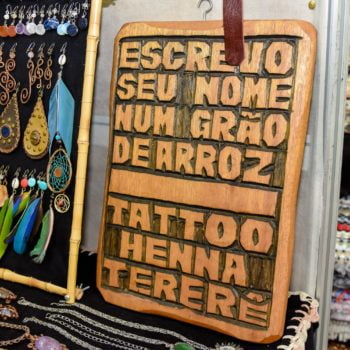 ESCREVO
SEU NOME
NUM GRÃO
DE ARROZ
TATTOO
HENNA
TERERÊ